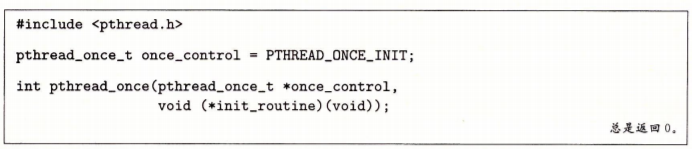 #include <pthread.h>
pthread_once_t once_control = PTHREAD_ONCE_INIT;
int pthread_once(pthread_once_t *once_control,
void (*init_routine)(void));
总是返回 0。